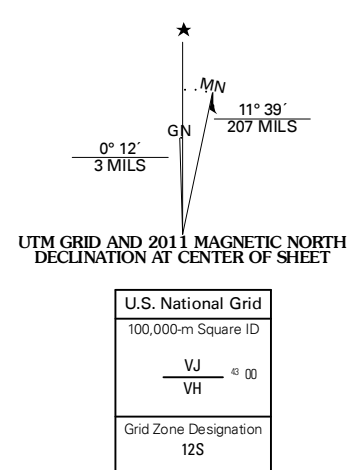 MN
11° 39´
207 MILS
GN
0° 12´
3 MILS
UTM GRID AND 2011 MAGNETIC NORTH
DECLINATION AT CENTER OF SHEET
U.S. National Grid
100,000-m Square ID
VJ
43 00
VH
Grid Zone Designation
12S